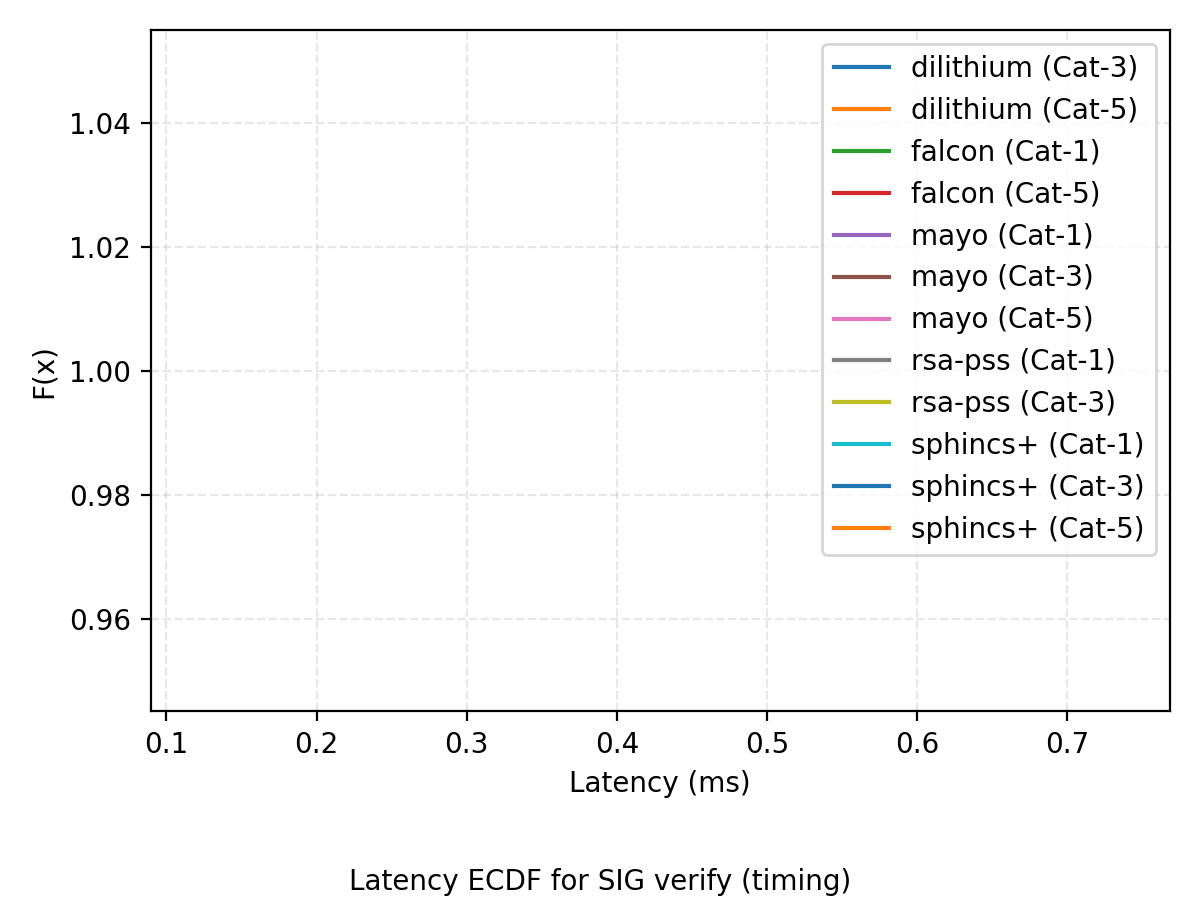 dilithium (Cat-3)
dilithium (Cat-5)
falcon (Cat-1)
falcon (Cat-5)
mayo (Cat-1)
mayo (Cat-3)
mayo (Cat-5)
rsa-pss (Cat-1)
rsa-pss (Cat-3)
sphincs+ (Cat-1)
sphincs+ (Cat-3)
sphincs+ (Cat-5)
1.04
1.02
1.00
0.98
0.96
F(x)
0.1 0.2 0.3 0.4 0.5 0.6 0.7
Latency (ms)
Latency ECDF for SIG verify (timing)